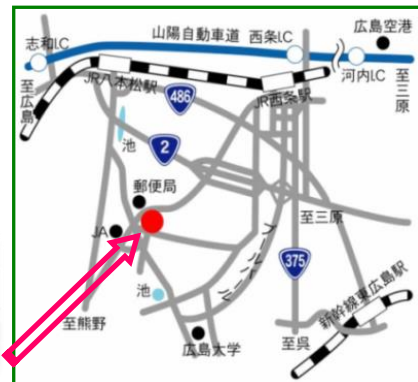 広島空港
山陽自動車道 西条I.C
志和I.C
河内I.C
至広島
JR八本松駅
JR西条駅
至三原
486
池
2
郵便局
至三原
JA
ブールバール
375
池
新幹線東広島駅
至熊野
広島大学
至呉